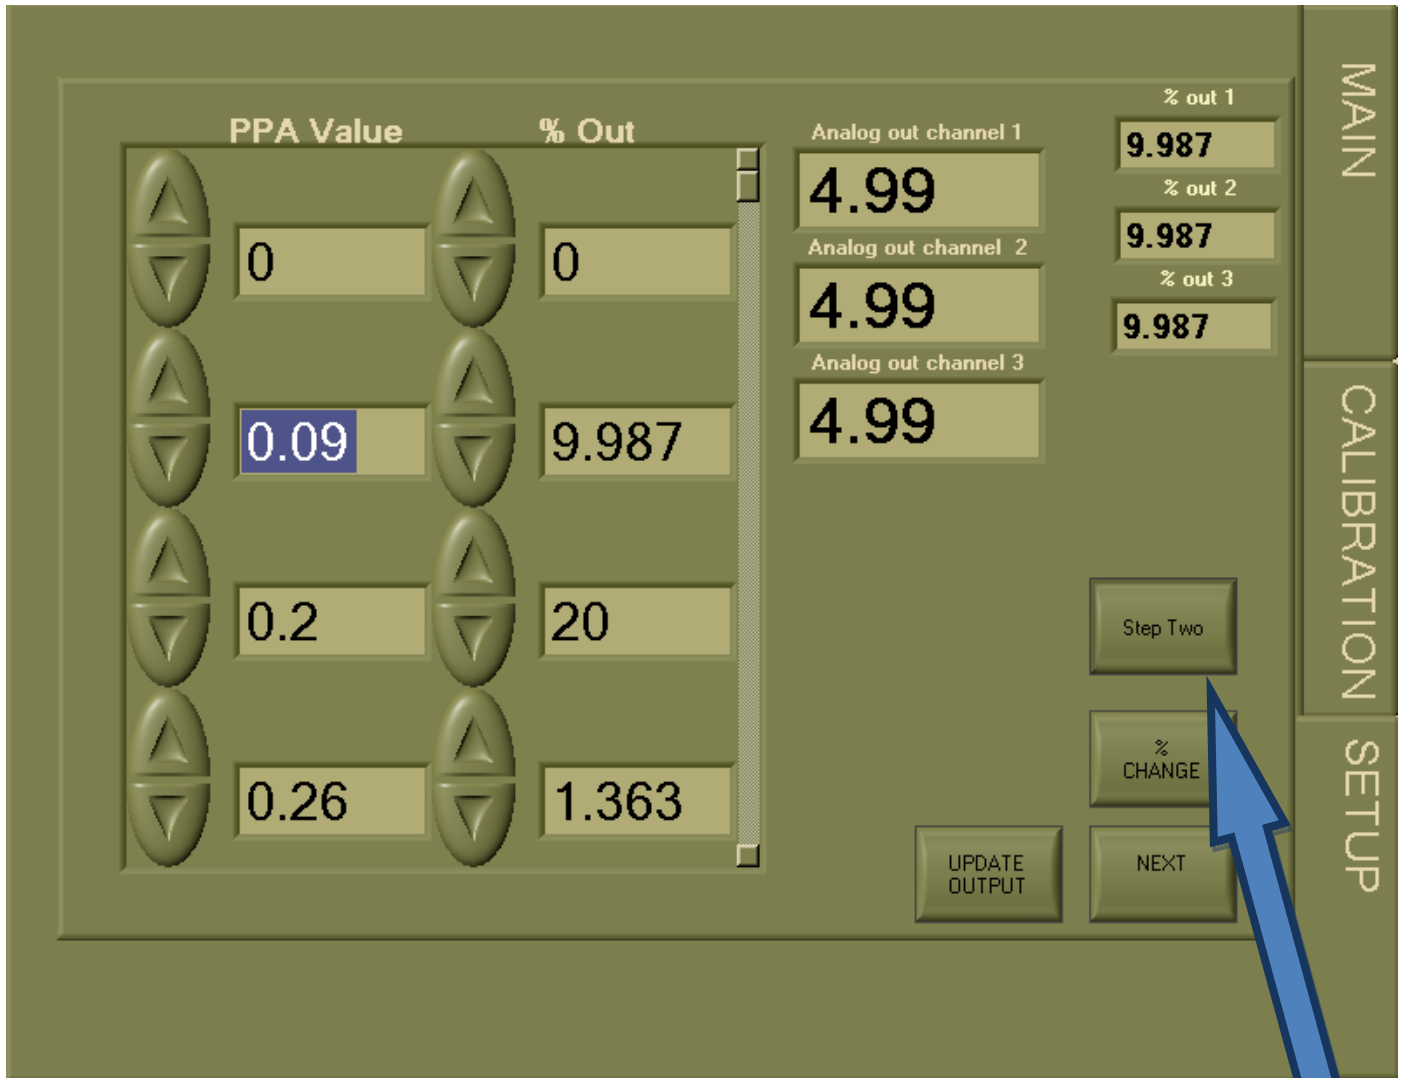 PPA Value % Out
0 0
0.09 9.987
0.2 20
0.26 1.363
Analog out channel 1
4.99
Analog out channel 2
4.99
Analog out channel 3
4.99
% out 1
9.987
% out 2
9.987
% out 3
9.987
Step Two
%
CHANGE
UPDATE
OUTPUT
NEXT
MAIN
CALIBRATION
SETUP